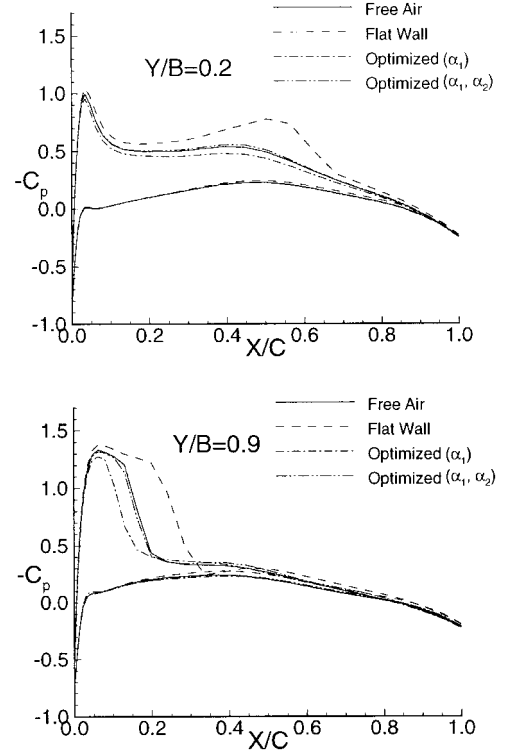 Free Air
Flat Wall
Optimized (α₁)
Optimized (α₁, α₂)
Y/B=0.2
-Cₚ
1.5
1.0
0.5
0.0
-0.5
-1.0
0.0 0.2 0.4 0.6 0.8 1.0
X/C
Free Air
Flat Wall
Optimized (α₁)
Optimized (α₁, α₂)
Y/B=0.9
-Cₚ
1.5
1.0
0.5
0.0
-0.5
-1.0
0.0 0.2 0.4 0.6 0.8 1.0
X/C